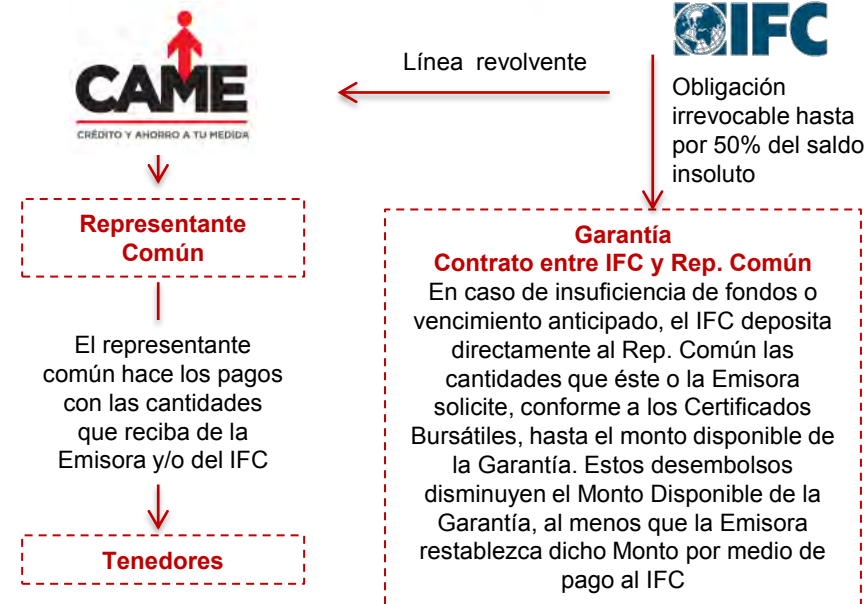 CAME
CRÉDITO Y AHORRO A TU MEDIDA
Línea revolvente
IFC
Obligación
irrevocable hasta
por 50% del saldo
insoluto
Representante
Común
El representante
común hace los pagos
con las cantidades
que reciba de la
Emisora y/o del IFC
Tenedores
Garantía
Contrato entre IFC y Rep. Común
En caso de insuficiencia de fondos o
vencimiento anticipado, el IFC deposita
directamente al Rep. Común las
cantidades que éste o la Emisora
solicite, conforme a los Certificados
Bursátiles, hasta el monto disponible de
la Garantía. Estos desembolsos
disminuyen el Monto Disponible de la
Garantía, al menos que la Emisora
restablezca dicho Monto por medio de
pago al IFC